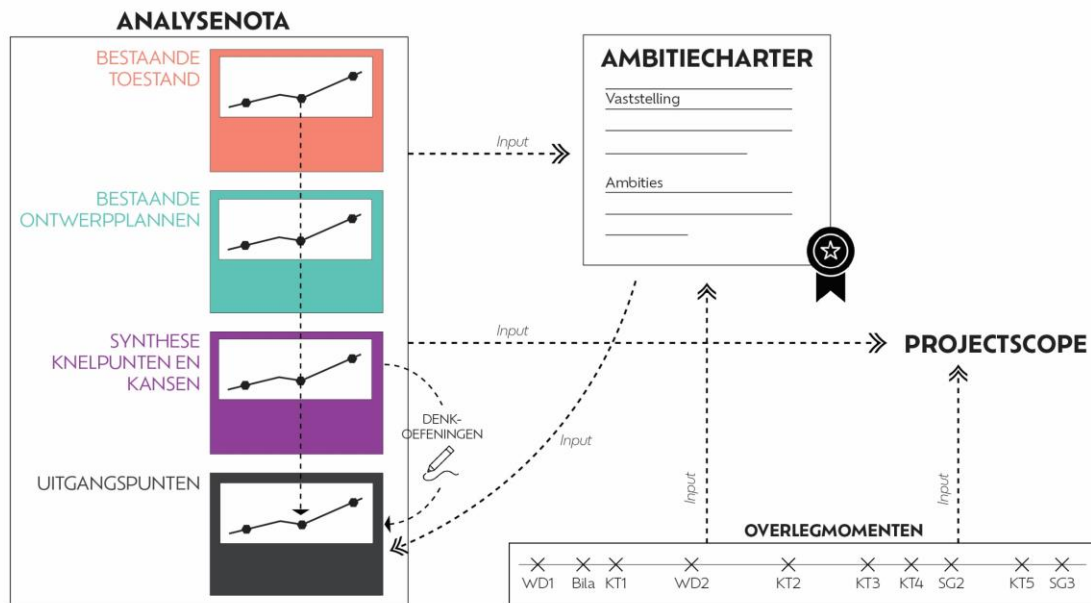 ANALYSENOTA
BESTAANDE
TOESTAND
BESTAANDE
ONTWERPPLANNEN
SYNTHESE
KNELPUNTEN EN
KANSEN
DENK-
OEFENINGEN
UITGANGSPUNTEN
Input
AMBITIECHARTER
Vaststelling
Ambities
Input
PROJECTSCOPE
Input
Input
Input
OVERLEGMOMENTEN
WD1 Bila KT1 WD2 KT2 KT3 KT4 SG2 KT5 SG3